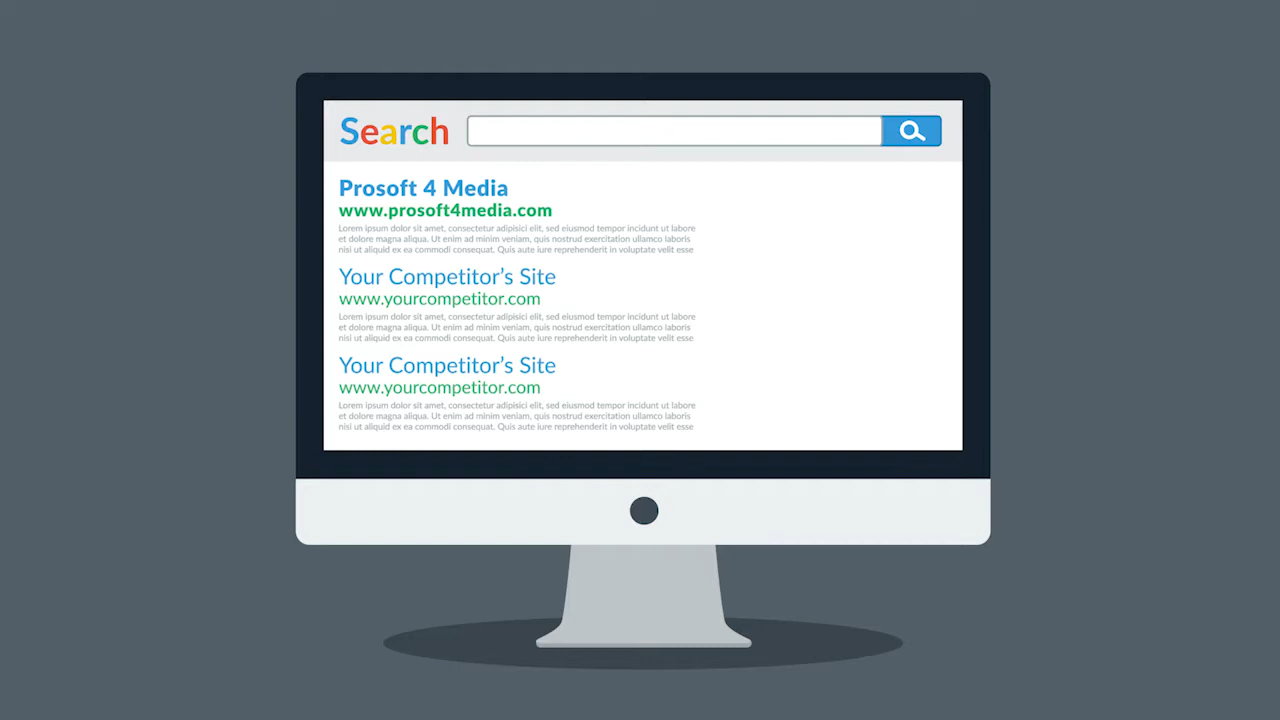 Search
Prosoft 4 Media
www.prosoft4media.com
Lorem ipsum dolor sit amet, consectetur adipisici elit, sed eiusmod tempor incidunt ut labore
et dolore magna aliqua. Ut enim ad minim veniam, quis nostrud exercitation ullamco laboris
nisi ut aliquid ex ea commodi consequat. Quis aute iure reprehenderit in voluptate velit esse
Your Competitor’s Site
www.yourcompetitor.com
Lorem ipsum dolor sit amet, consectetur adipisici elit, sed eiusmod tempor incidunt ut labore
et dolore magna aliqua. Ut enim ad minim veniam, quis nostrud exercitation ullamco laboris
nisi ut aliquid ex ea commodi consequat. Quis aute iure reprehenderit in voluptate velit esse
Your Competitor’s Site
www.yourcompetitor.com
Lorem ipsum dolor sit amet, consectetur adipisici elit, sed eiusmod tempor incidunt ut labore
et dolore magna aliqua. Ut enim ad minim veniam, quis nostrud exercitation ullamco laboris
nisi ut aliquid ex ea commodi consequat. Quis aute iure reprehenderit in voluptate velit esse